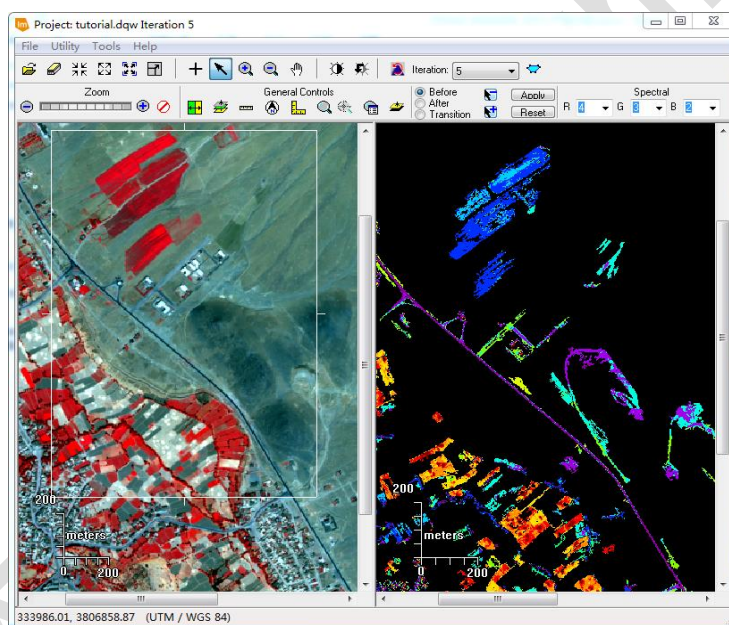 im Project: tutorial.dqw Iteration 5
File Utility Tools Help
Iteration: 5
Zoom
General Controls
Before
After
Transition
Apply
Reset
Spectral
R 4 G 3 B 2
200
meters
0 200
200
meters
0 200
333986.01, 3806858.87 (UTM / WGS 84)